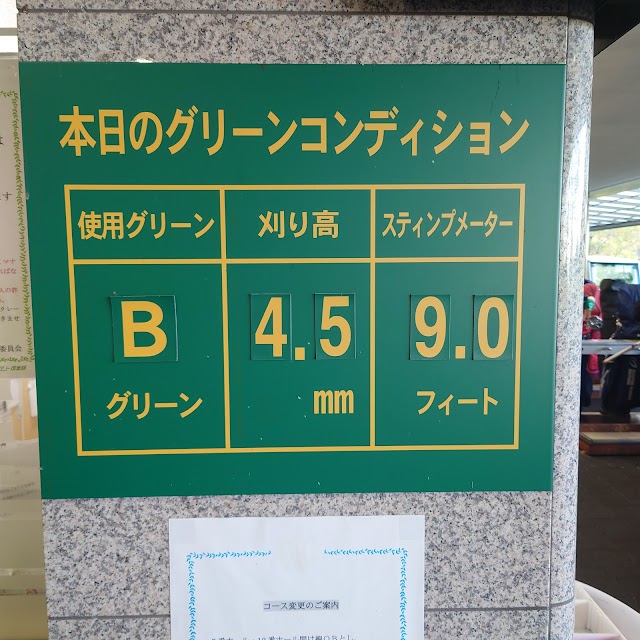 本日のグリーンコンディション
使用グリーン 刈り高 スティンプメーター
B 4.5 9.0
グリーン mm フィート
コース変更のご案内